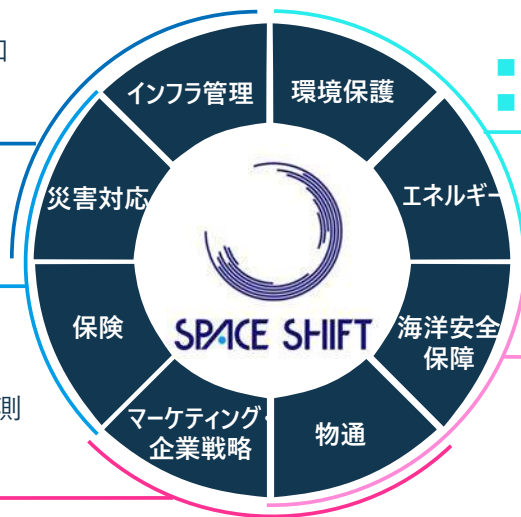 インフラ管理
環境保護
災害対応
エネルギー
SPACE SHIFT
保険
海洋安全
保障
マーケティング・
企業戦略
物通